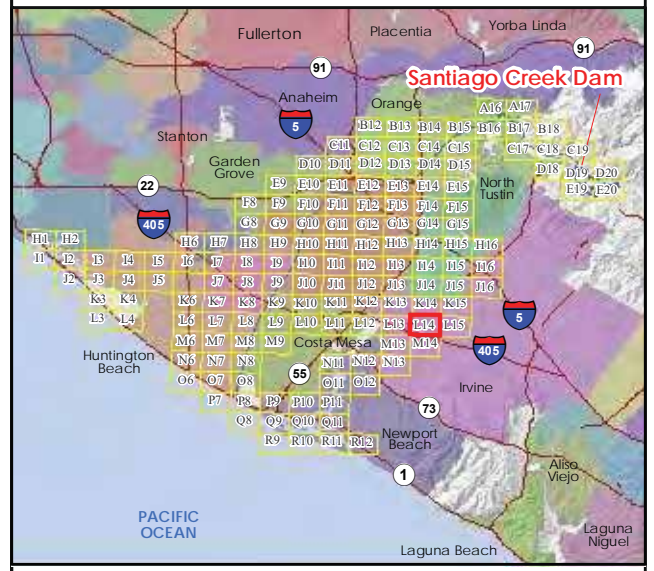 Yorba Linda
Fullerton
Placentia
91
91
Santiago Creek Dam
Anaheim
Orange
A16 A17
5
B12 B13 B14 B15 B16 B17 B18
Stanton
C11 C12 C13 C14 C15 C17 C18 C19
Garden
Grove
D10 D11 D12 D13 D14 D15 D18 D19 D20
22
E9 E10 E11 E12 E13 E14 E15 E19 E20
North
Tustin
F8 F9 F10 F11 F12 F13 F14 F15
405
G8 G9 G10 G11 G12 G13 G14 G15
H1 H2 H6 H7 H8 H9 H10 H11 H12 H13 H14 H15 H16
I1 I2 I3 I4 I5 I6 I7 I8 I9 I10 I11 I12 I13 I14 I15 I16
J2 J3 J4 J5 J6 J7 J8 J9 J10 J11 J12 J13 J14 J15 J16
K3 K4 K6 K7 K8 K9 K10 K11 K12 K13 K14 K15
5
L3 L4 L6 L7 L8 L9 L10 L11 L12 L13 L14 L15
M6 M7 M8 M9 Costa Mesa M13 M14
405
Huntington
Beach
N6 N7 N8 N11 N12 N13
55
O6 O7 O8 O11 O12
Irvine
P7 P8 P9 P10 P11
73
Q8 Q9 Q10 Q11
R9 R10 R11 R12
Newport
Beach
1
Aliso
Viejo
PACIFIC
OCEAN
Laguna
Niguel
Laguna Beach